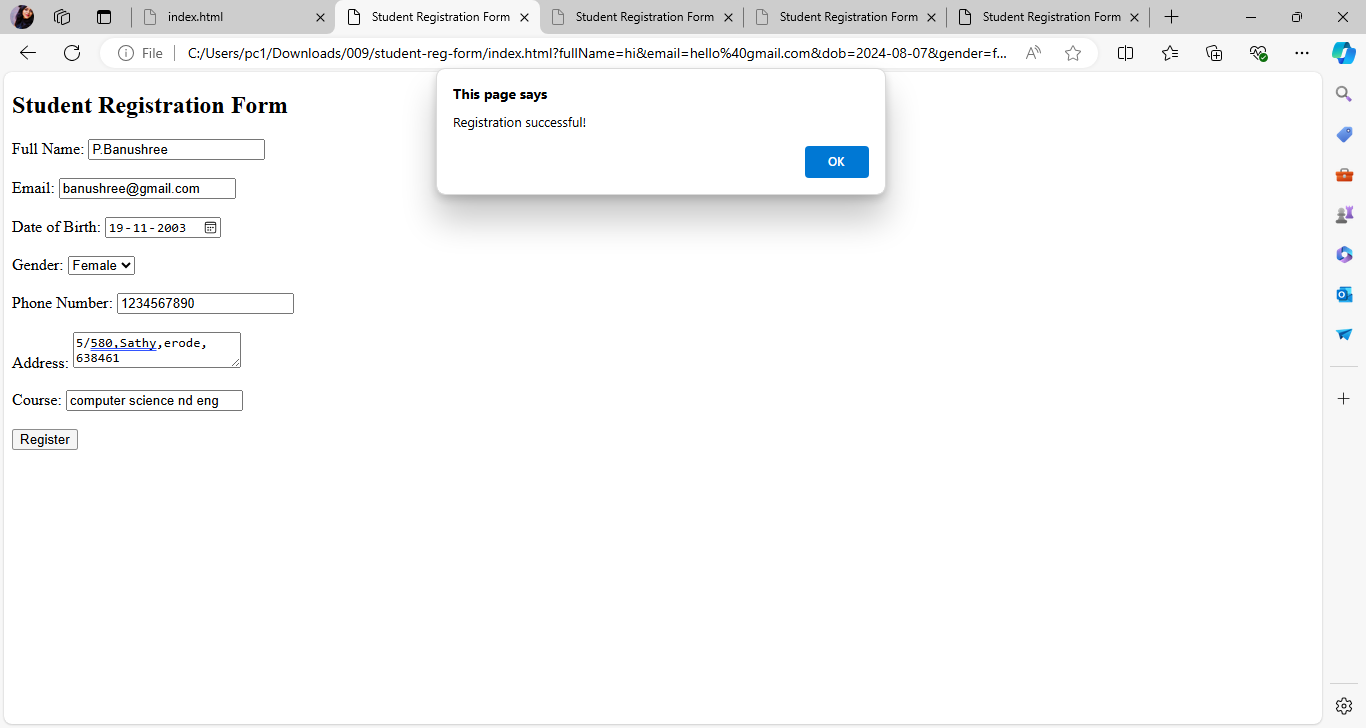 index.html
Student Registration Form
Student Registration Form
Student Registration Form
Student Registration Form
File
C:/Users/pc1/Downloads/009/student-reg-form/index.html?fullName=hi&email=hello%40gmail.com&dob=2024-08-07&gender=f...
This page says
Registration successful!
OK
Student Registration Form
Full Name: P.Banushree
Email: banushree@gmail.com
Date of Birth: 19-11-2003
Gender: Female
Phone Number: 1234567890
Address: 5/580,Sathy,erode,
638461
Course: computer science nd eng
Register